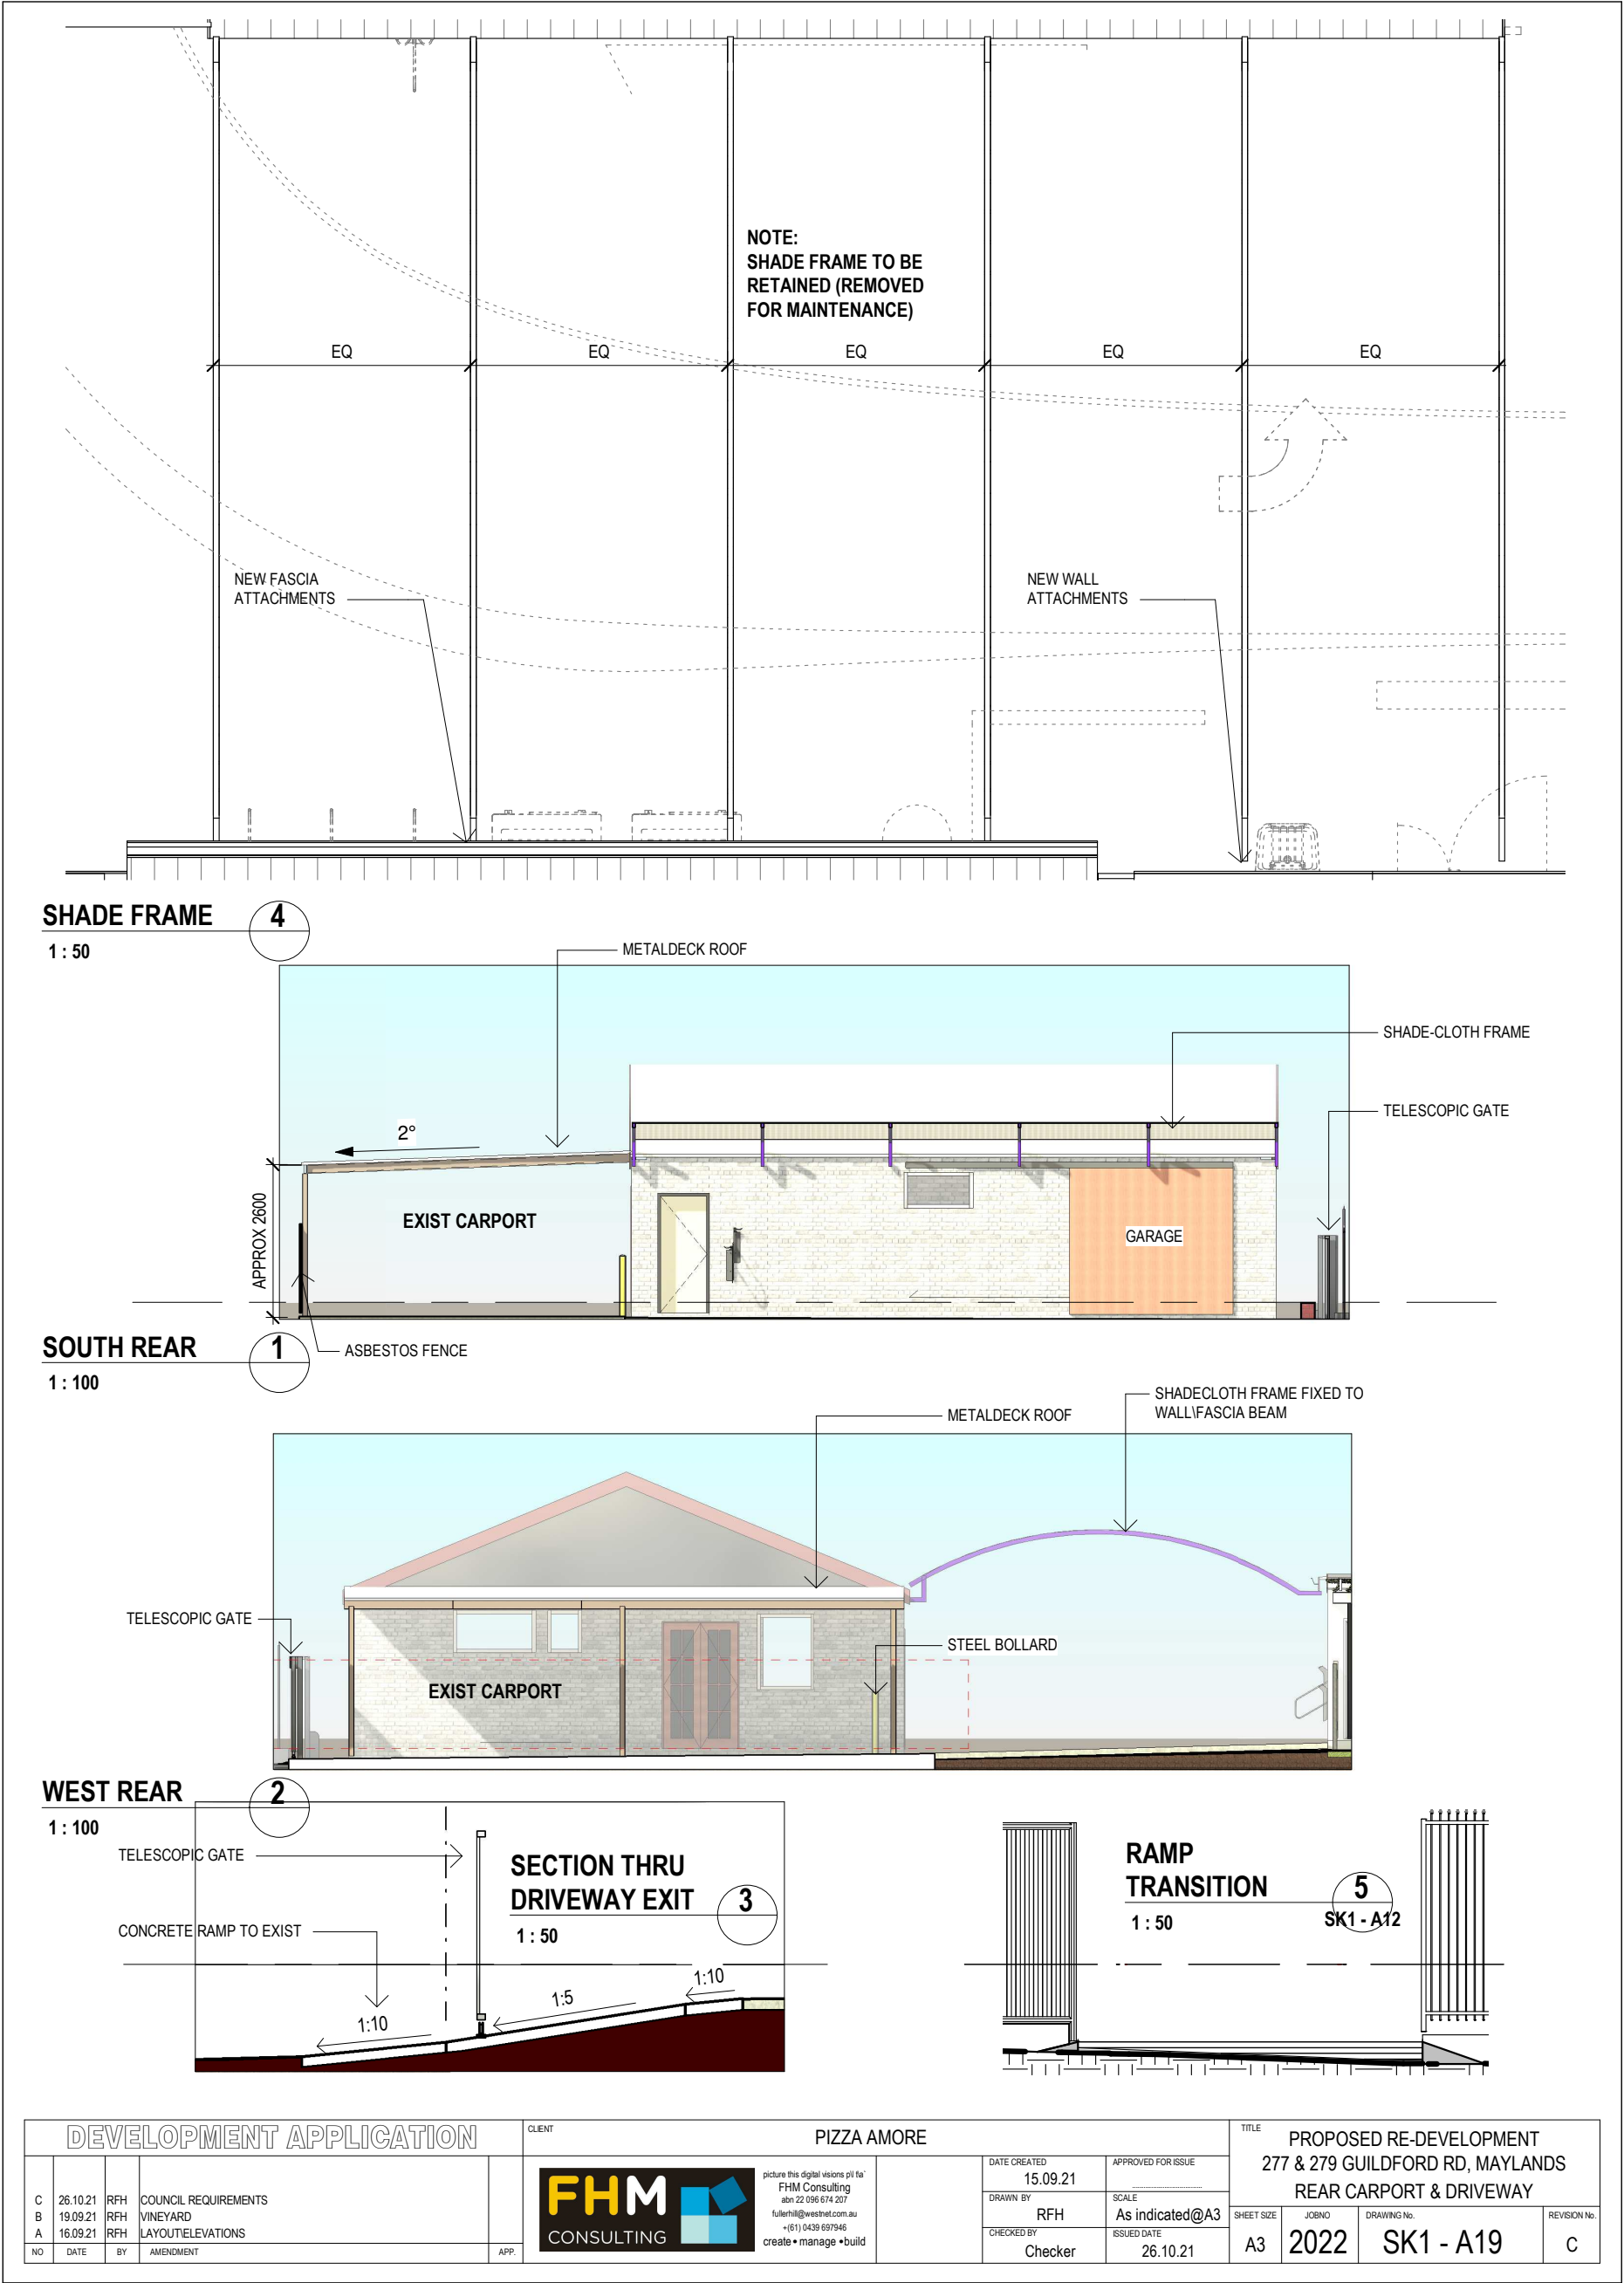 NOTE:
SHADE FRAME TO BE
RETAINED (REMOVED
FOR MAINTENANCE)
EQ
EQ
EQ
EQ
EQ
NEW FASCIA
ATTACHMENTS
NEW WALL
ATTACHMENTS
SHADE FRAME
4
1 : 50
METALDECK ROOF
SHADE-CLOTH FRAME
TELESCOPIC GATE
2°
APPROX 2600
EXIST CARPORT
GARAGE
SOUTH REAR
1
1 : 100
ASBESTOS FENCE
SHADECLOTH FRAME FIXED TO
WALL\FASCIA BEAM
METALDECK ROOF
TELESCOPIC GATE
STEEL BOLLARD
EXIST CARPORT
WEST REAR
2
1 : 100
TELESCOPIC GATE
SECTION THRU
DRIVEWAY EXIT
3
1 : 50
CONCRETE RAMP TO EXIST
1:10
1:5
1:10
RAMP
TRANSITION
5
SK1 - A12
1 : 50
DEVELOPMENT APPLICATION
C 26.10.21 RFH COUNCIL REQUIREMENTS
B 19.09.21 RFH VINEYARD
A 16.09.21 RFH LAYOUT\ELEVATIONS
NO DATE BY AMENDMENT APP.
CLIENT
PIZZA AMORE
FHM
CONSULTING
picture this digital visions p\l t\a'
FHM Consulting
abn 22 096 674 207
fullerhill@westnet.com.au
+(61) 0439 697946
create • manage • build
DATE CREATED
15.09.21
APPROVED FOR ISSUE
DRAWN BY
RFH
SCALE
As indicated@A3
CHECKED BY
Checker
ISSUED DATE
26.10.21
TITLE
PROPOSED RE-DEVELOPMENT
277 & 279 GUILDFORD RD, MAYLANDS
REAR CARPORT & DRIVEWAY
SHEET SIZE
A3
JOBNO
2022
DRAWING No.
SK1 - A19
REVISION No.
C